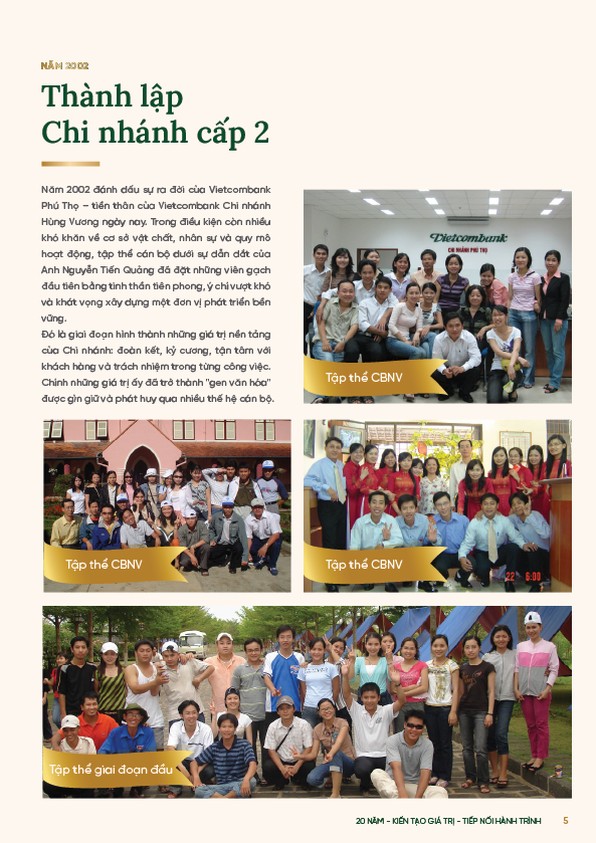 NĂM 2002
Thành lập
Chi nhánh cấp 2
Năm 2002 đánh dấu sự ra đời của Vietcombank
Phú Thọ – tiền thân của Vietcombank Chi nhánh
Hùng Vương ngày nay. Trong điều kiện còn nhiều
khó khăn về cơ sở vật chất, nhân sự và quy mô
hoạt động, tập thể cán bộ dưới sự dẫn dắt của
Anh Nguyễn Tiến Quảng đã đặt những viên gạch
đầu tiên bằng tinh thần tiên phong, ý chí vượt khó
và khát vọng xây dựng một đơn vị phát triển bền
vững.
Đó là giai đoạn hình thành những giá trị nền tảng
của Chi nhánh: đoàn kết, kỷ cương, tận tâm với
khách hàng và trách nhiệm trong từng công việc.
Chính những giá trị ấy đã trở thành "gen văn hóa"
được gìn giữ và phát huy qua nhiều thế hệ cán bộ.
Vietcombank
CHI NHÁNH PHÚ THỌ
Tập thể CBNV
Tập thể CBNV
Tập thể CBNV
22 5:00
Tập thể giai đoạn đầu
20 NĂM - KIẾN TẠO GIÁ TRỊ - TIẾP NỐI HÀNH TRÌNH 5